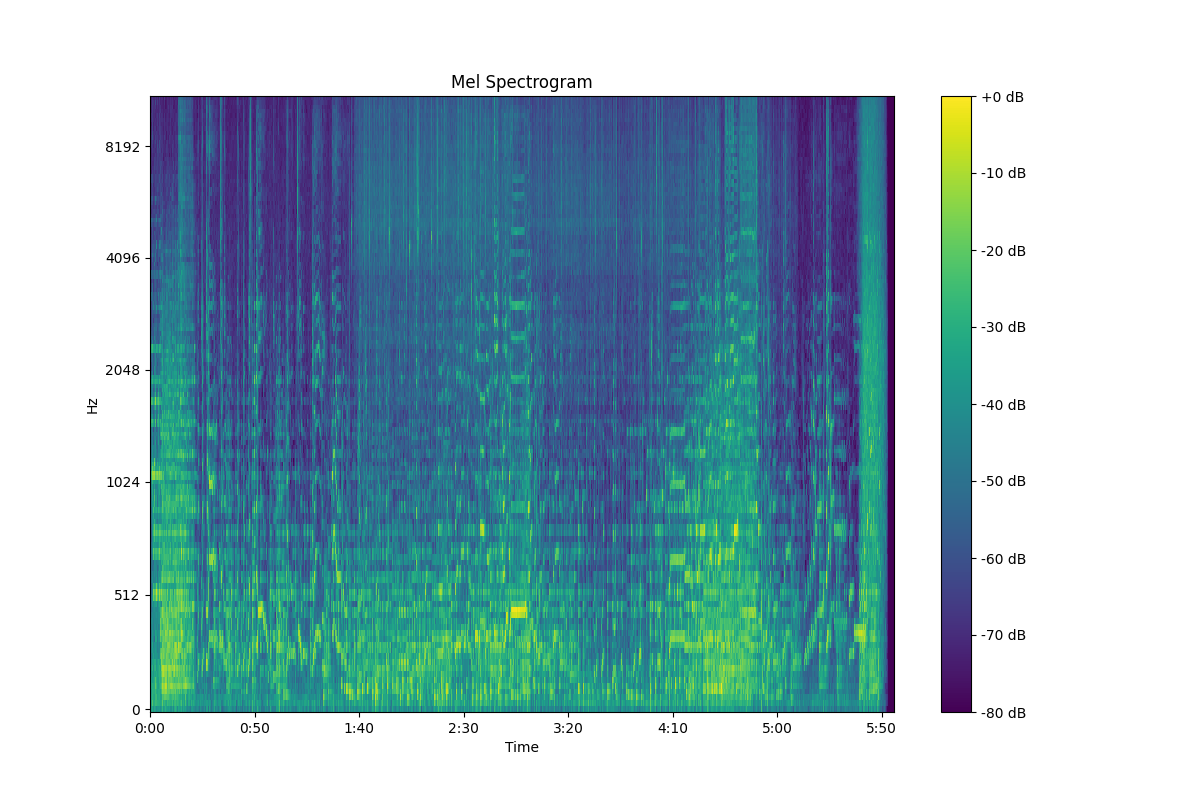 Mel Spectrogram
+0 dB
8192
-10 dB
-20 dB
4096
-30 dB
2048
-40 dB
Hz
1024
-50 dB
-60 dB
512
-70 dB
0
-80 dB
0:00 0:50 1:40 2:30 3:20 4:10 5:00 5:50
Time